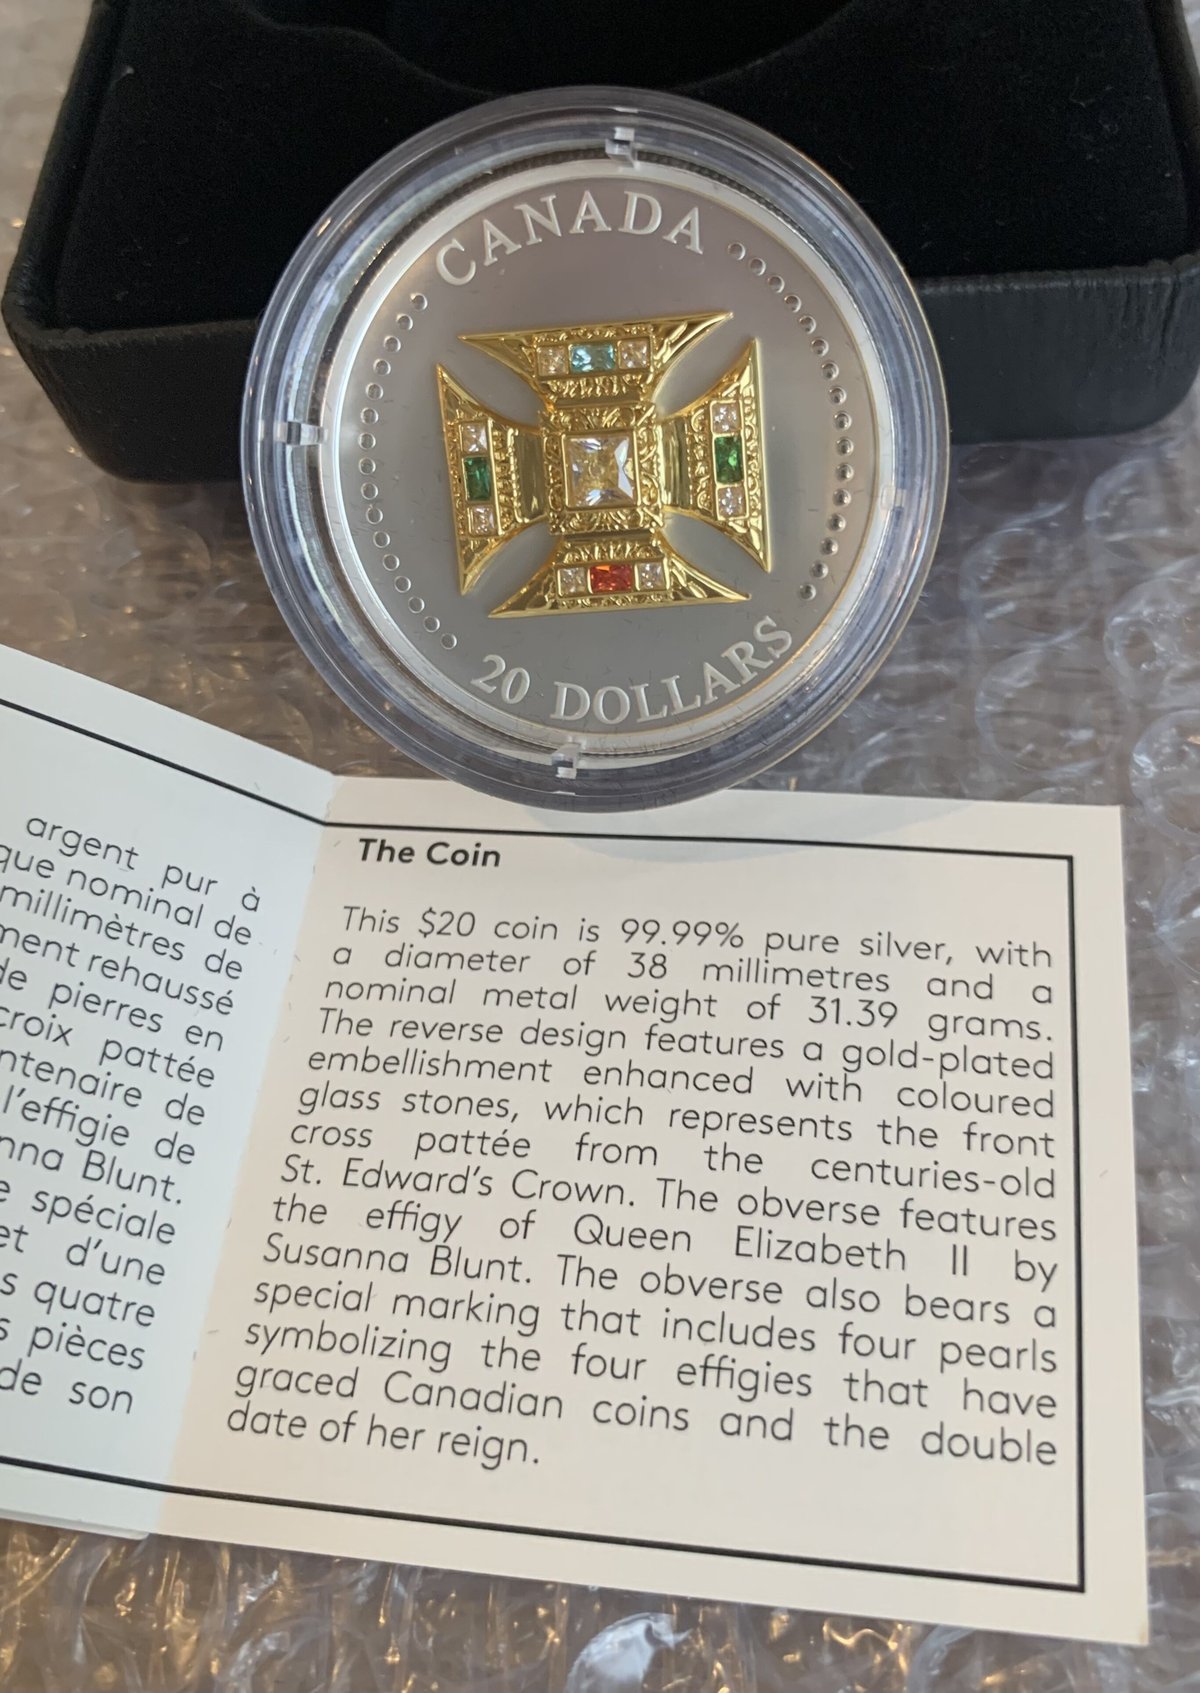 CANADA
20 DOLLARS
argent pur à
que nominal de
millimètres de
ment rehaussé
de pierres en
croix pattée
ntenaire de
l'effigie de
nna Blunt.
spéciale
et d'une
s quatre
s pièces
de son
The Coin
This $20 coin is 99.99% pure silver, with
a diameter of 38 millimetres and a
nominal metal weight of 31.39 grams.
The reverse design features a gold-plated
embellishment enhanced with coloured
glass stones, which represents the front
cross pattée from the centuries-old
St. Edward's Crown. The obverse features
the effigy of Queen Elizabeth II by
Susanna Blunt. The obverse also bears a
special marking that includes four pearls
symbolizing the four effigies that have
graced Canadian coins and the double
date of her reign.